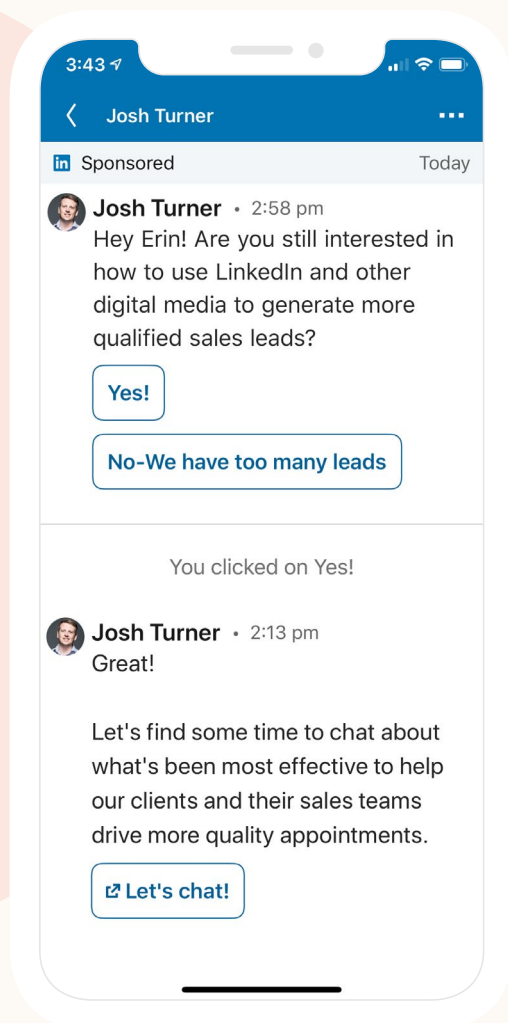 3:43
Josh Turner
in Sponsored
Today
Josh Turner • 2:58 pm
Hey Erin! Are you still interested in
how to use LinkedIn and other
digital media to generate more
qualified sales leads?
Yes!
No-We have too many leads
You clicked on Yes!
Josh Turner • 2:13 pm
Great!
Let's find some time to chat about
what's been most effective to help
our clients and their sales teams
drive more quality appointments.
Let's chat!